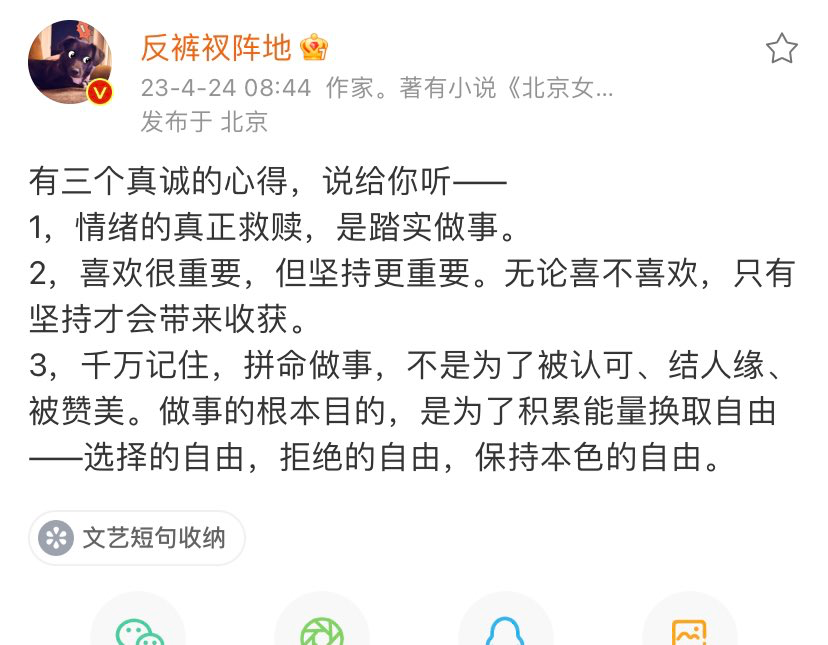 反裤衩阵地
23-4-24 08:44 作家。著有小说《北京女...
发布于 北京
有三个真诚的心得，说给你听——
1，情绪的真正救赎，是踏实做事。
2，喜欢很重要，但坚持更重要。无论喜不喜欢，只有
坚持才会带来收获。
3，千万记住，拼命做事，不是为了被认可、结人缘、
被赞美。做事的根本目的，是为了积累能量换取自由
——选择的自由，拒绝的自由，保持本色的自由。
文艺短句收纳